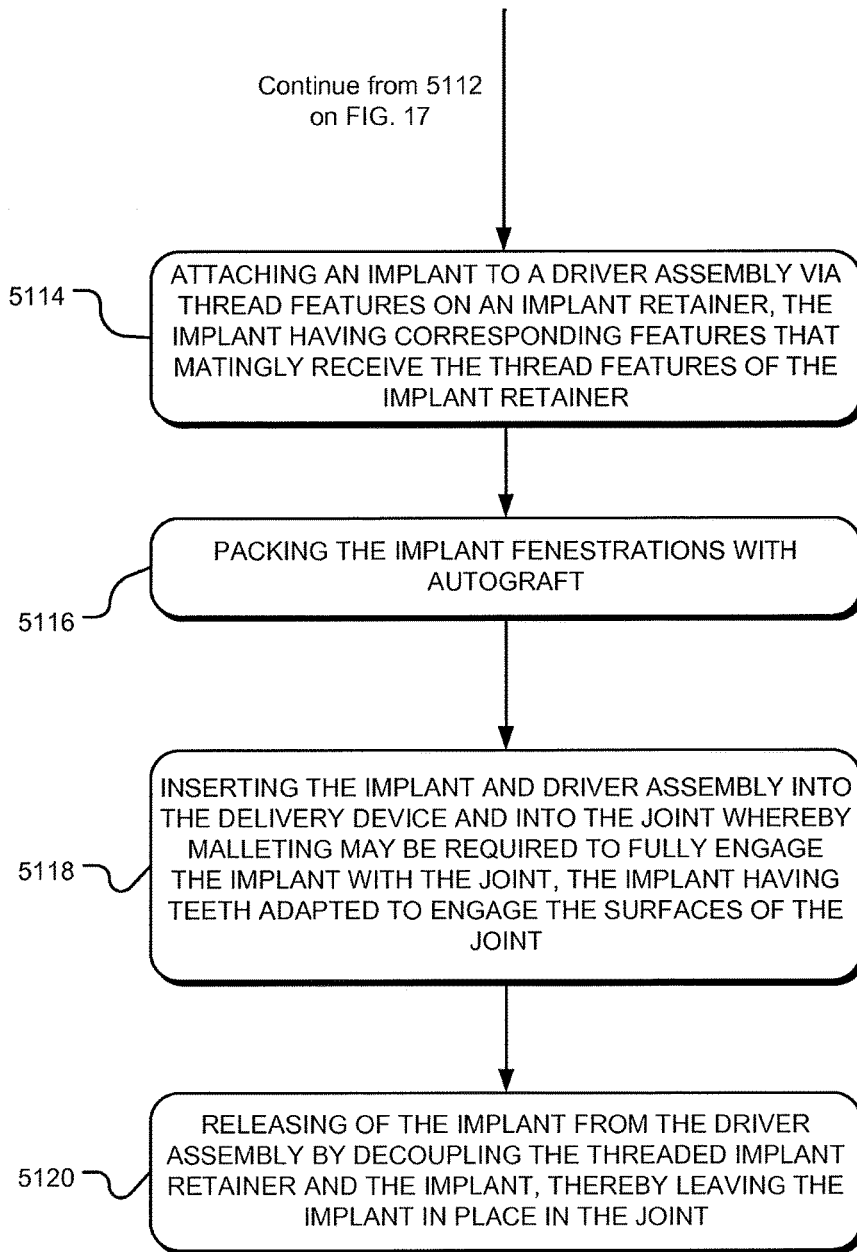 Continue from 5112
on FIG. 17
5114
ATTACHING AN IMPLANT TO A DRIVER ASSEMBLY VIA
THREAD FEATURES ON AN IMPLANT RETAINER, THE
IMPLANT HAVING CORRESPONDING FEATURES THAT
MATINGLY RECEIVE THE THREAD FEATURES OF THE
IMPLANT RETAINER
5116
PACKING THE IMPLANT FENESTRATIONS WITH
AUTOGRAFT
5118
INSERTING THE IMPLANT AND DRIVER ASSEMBLY INTO
THE DELIVERY DEVICE AND INTO THE JOINT WHEREBY
MALLETING MAY BE REQUIRED TO FULLY ENGAGE
THE IMPLANT WITH THE JOINT, THE IMPLANT HAVING
TEETH ADAPTED TO ENGAGE THE SURFACES OF THE
JOINT
5120
RELEASING OF THE IMPLANT FROM THE DRIVER
ASSEMBLY BY DECOUPLING THE THREADED IMPLANT
RETAINER AND THE IMPLANT, THEREBY LEAVING THE
IMPLANT IN PLACE IN THE JOINT